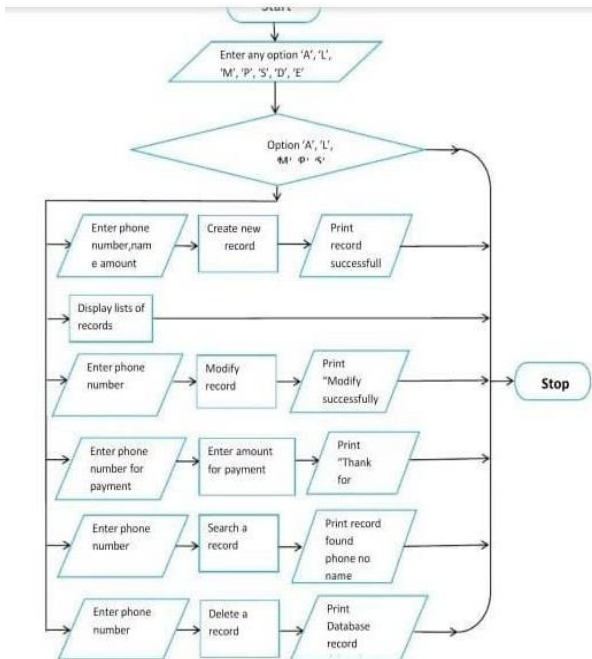 Start
Enter any option 'A', 'L',
'M', 'P', 'S', 'D', 'E'
Option 'A', 'L',
'M' 'P' 'S'
Enter phone
number,nam
e amount
Create new
record
Print
record
successfull
Display lists of
records
Enter phone
number
Modify
record
Print
"Modify
successfully
Stop
Enter phone
number for
payment
Enter amount
for payment
Print
"Thank
for
Enter phone
number
Search a
record
Print record
found
phone no
name
Enter phone
number
Delete a
record
Print
Database
record